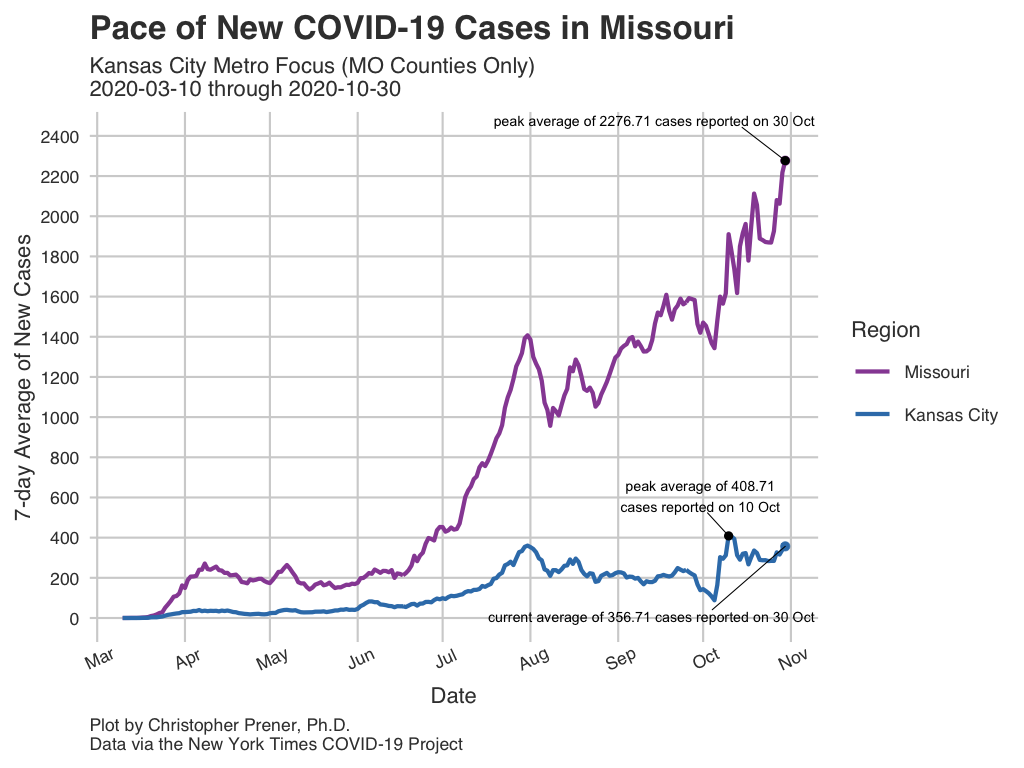 Pace of New COVID-19 Cases in Missouri
Kansas City Metro Focus (MO Counties Only)
2020-03-10 through 2020-10-30
peak average of 2276.71 cases reported on 30 Oct
2400
2200
2000
1800
1600
1400
1200
1000
800
600
400
200
0
7-day Average of New Cases
peak average of 408.71
cases reported on 10 Oct
current average of 356.71 cases reported on 30 Oct
Mar
Apr
May
Jun
Jul
Aug
Sep
Oct
Nov
Date
Region
Missouri
Kansas City
Plot by Christopher Prener, Ph.D.
Data via the New York Times COVID-19 Project